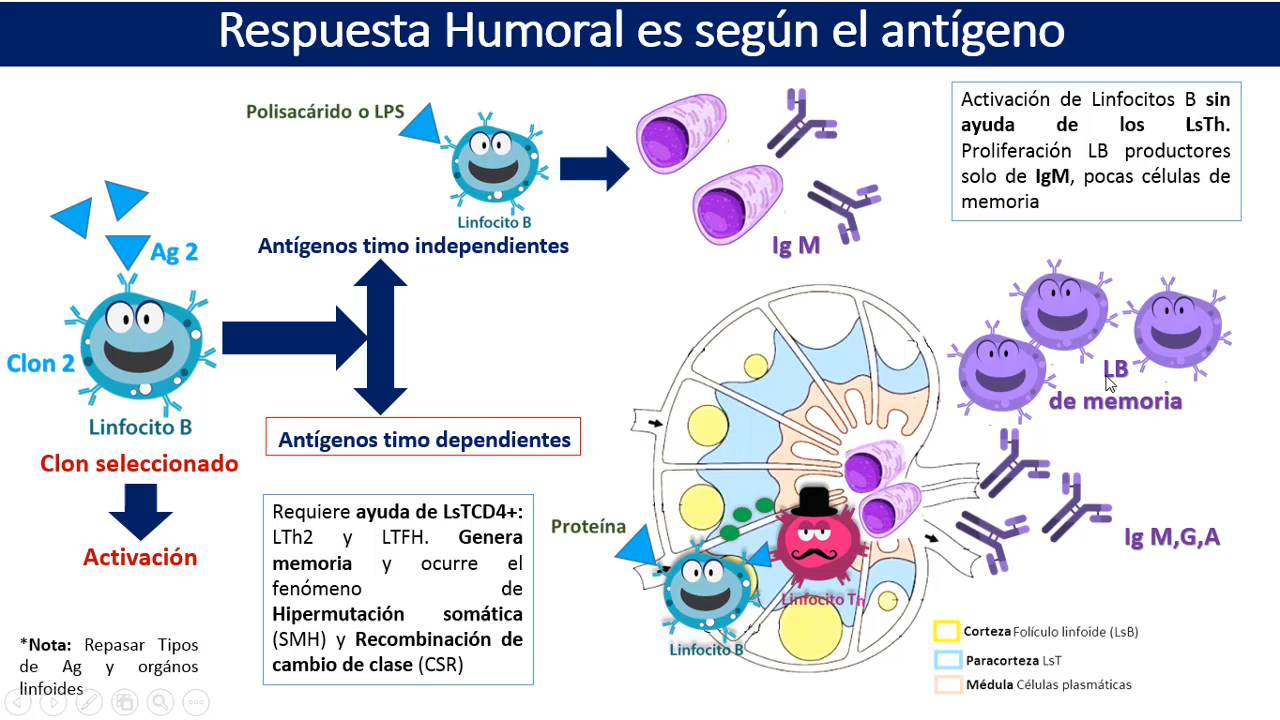 Respuesta Humoral es según el antígeno
Polisacárido o LPS
Linfocito B
Antígenos timo independientes
Ig M
Activación de Linfocitos B sin
ayuda de los LsTh.
Proliferación LB productores
solo de IgM, pocas células de
memoria
Ag 2
Clon 2
Linfocito B
Clon seleccionado
Activación
*Nota: Repasar Tipos
de Ag y orgános
linfoides
Antígenos timo dependientes
Requiere ayuda de LsTCD4+:
LTh2 y LTFH. Genera
memoria y ocurre el
fenómeno de
Hipermutación somática
(SMH) y Recombinación de
cambio de clase (CSR)
Proteína
Linfocito B
Linfocito Th
LB
de memoria
Ig M,G,A
Corteza Folículo linfoide (LsB)
Paracorteza LsT
Médula Células plasmáticas